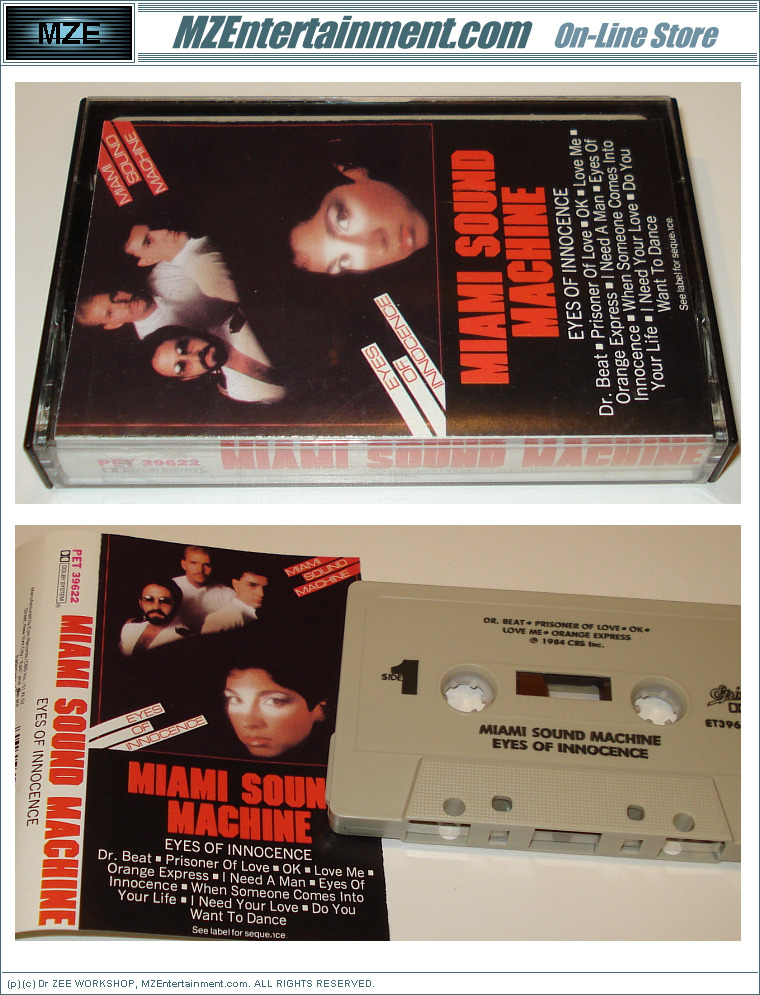 MZE
MZEntertainment.com On-Line Store
MIAMI
SOUND
MACHINE
EYES
OF
INNOCENCE
MIAMI SOUND
MACHINE
EYES OF INNOCENCE
Dr. Beat ▪ Prisoner Of Love ▪ OK ▪ Love Me ▪
Orange Express ▪ I Need A Man ▪ Eyes Of
Innocence ▪ When Someone Comes Into
Your Life ▪ I Need Your Love ▪ Do You
Want To Dance
See label for sequence.
PET 39622
MIAMI SOUND MACHINE
PET 39622
DOLBY SYSTEM
MIAMI SOUND MACHINE
EYES OF INNOCENCE
MIAMI
SOUND
MACHINE
EYES
OF
INNOCENCE
MIAMI SOUN
MACHINE
EYES OF INNOCENCE
Dr. Beat ▪ Prisoner Of Love ▪ OK ▪ Love Me ▪
Orange Express ▪ I Need A Man ▪ Eyes Of
Innocence ▪ When Someone Comes Into
Your Life ▪ I Need Your Love ▪ Do You
Want To Dance
See label for sequence.
DR. BEAT • PRISONER OF LOVE • OK •
LOVE ME • ORANGE EXPRESS
℗ 1984 CBS Inc.
SIDE 1
Epic
ET396
MIAMI SOUND MACHINE
EYES OF INNOCENCE
(p)(c) Dr ZEE WORKSHOP, MZEntertainment.com. ALL RIGHTS RESERVED.